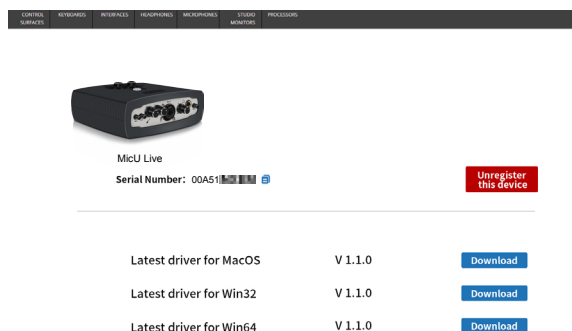 CONTROL SURFACES
KEYBOARDS
INTERFACES
HEADPHONES
MICROPHONES
STUDIO MONITORS
PROCESSORS
MicU Live
Serial Number: 00A51
Unregister
this device
Latest driver for MacOS V 1.1.0 Download
Latest driver for Win32 V 1.1.0 Download
Latest driver for Win64 V 1.1.0 Download